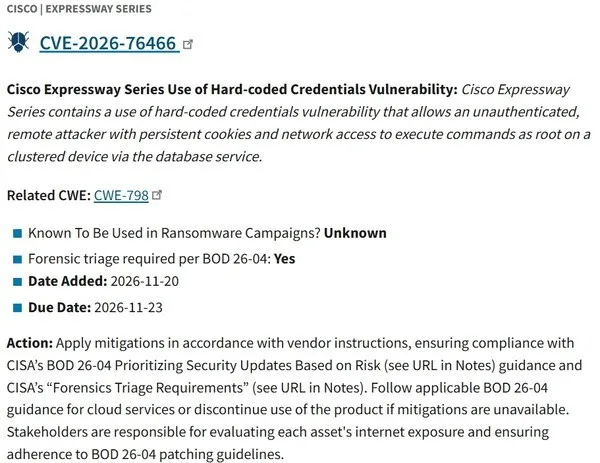 CISCO | EXPRESSWAY SERIES
CVE-2026-76466
Cisco Expressway Series Use of Hard-coded Credentials Vulnerability: Cisco Expressway
Series contains a use of hard-coded credentials vulnerability that allows an unauthenticated,
remote attacker with persistent cookies and network access to execute commands as root on a
clustered device via the database service.
Related CWE: CWE-798
Known To Be Used in Ransomware Campaigns? Unknown
Forensic triage required per BOD 26-04: Yes
Date Added: 2026-11-20
Due Date: 2026-11-23
Action: Apply mitigations in accordance with vendor instructions, ensuring compliance with
CISA's BOD 26-04 Prioritizing Security Updates Based on Risk (see URL in Notes) guidance and
CISA's “Forensics Triage Requirements” (see URL in Notes). Follow applicable BOD 26-04
guidance for cloud services or discontinue use of the product if mitigations are unavailable.
Stakeholders are responsible for evaluating each asset's internet exposure and ensuring
adherence to BOD 26-04 patching guidelines.